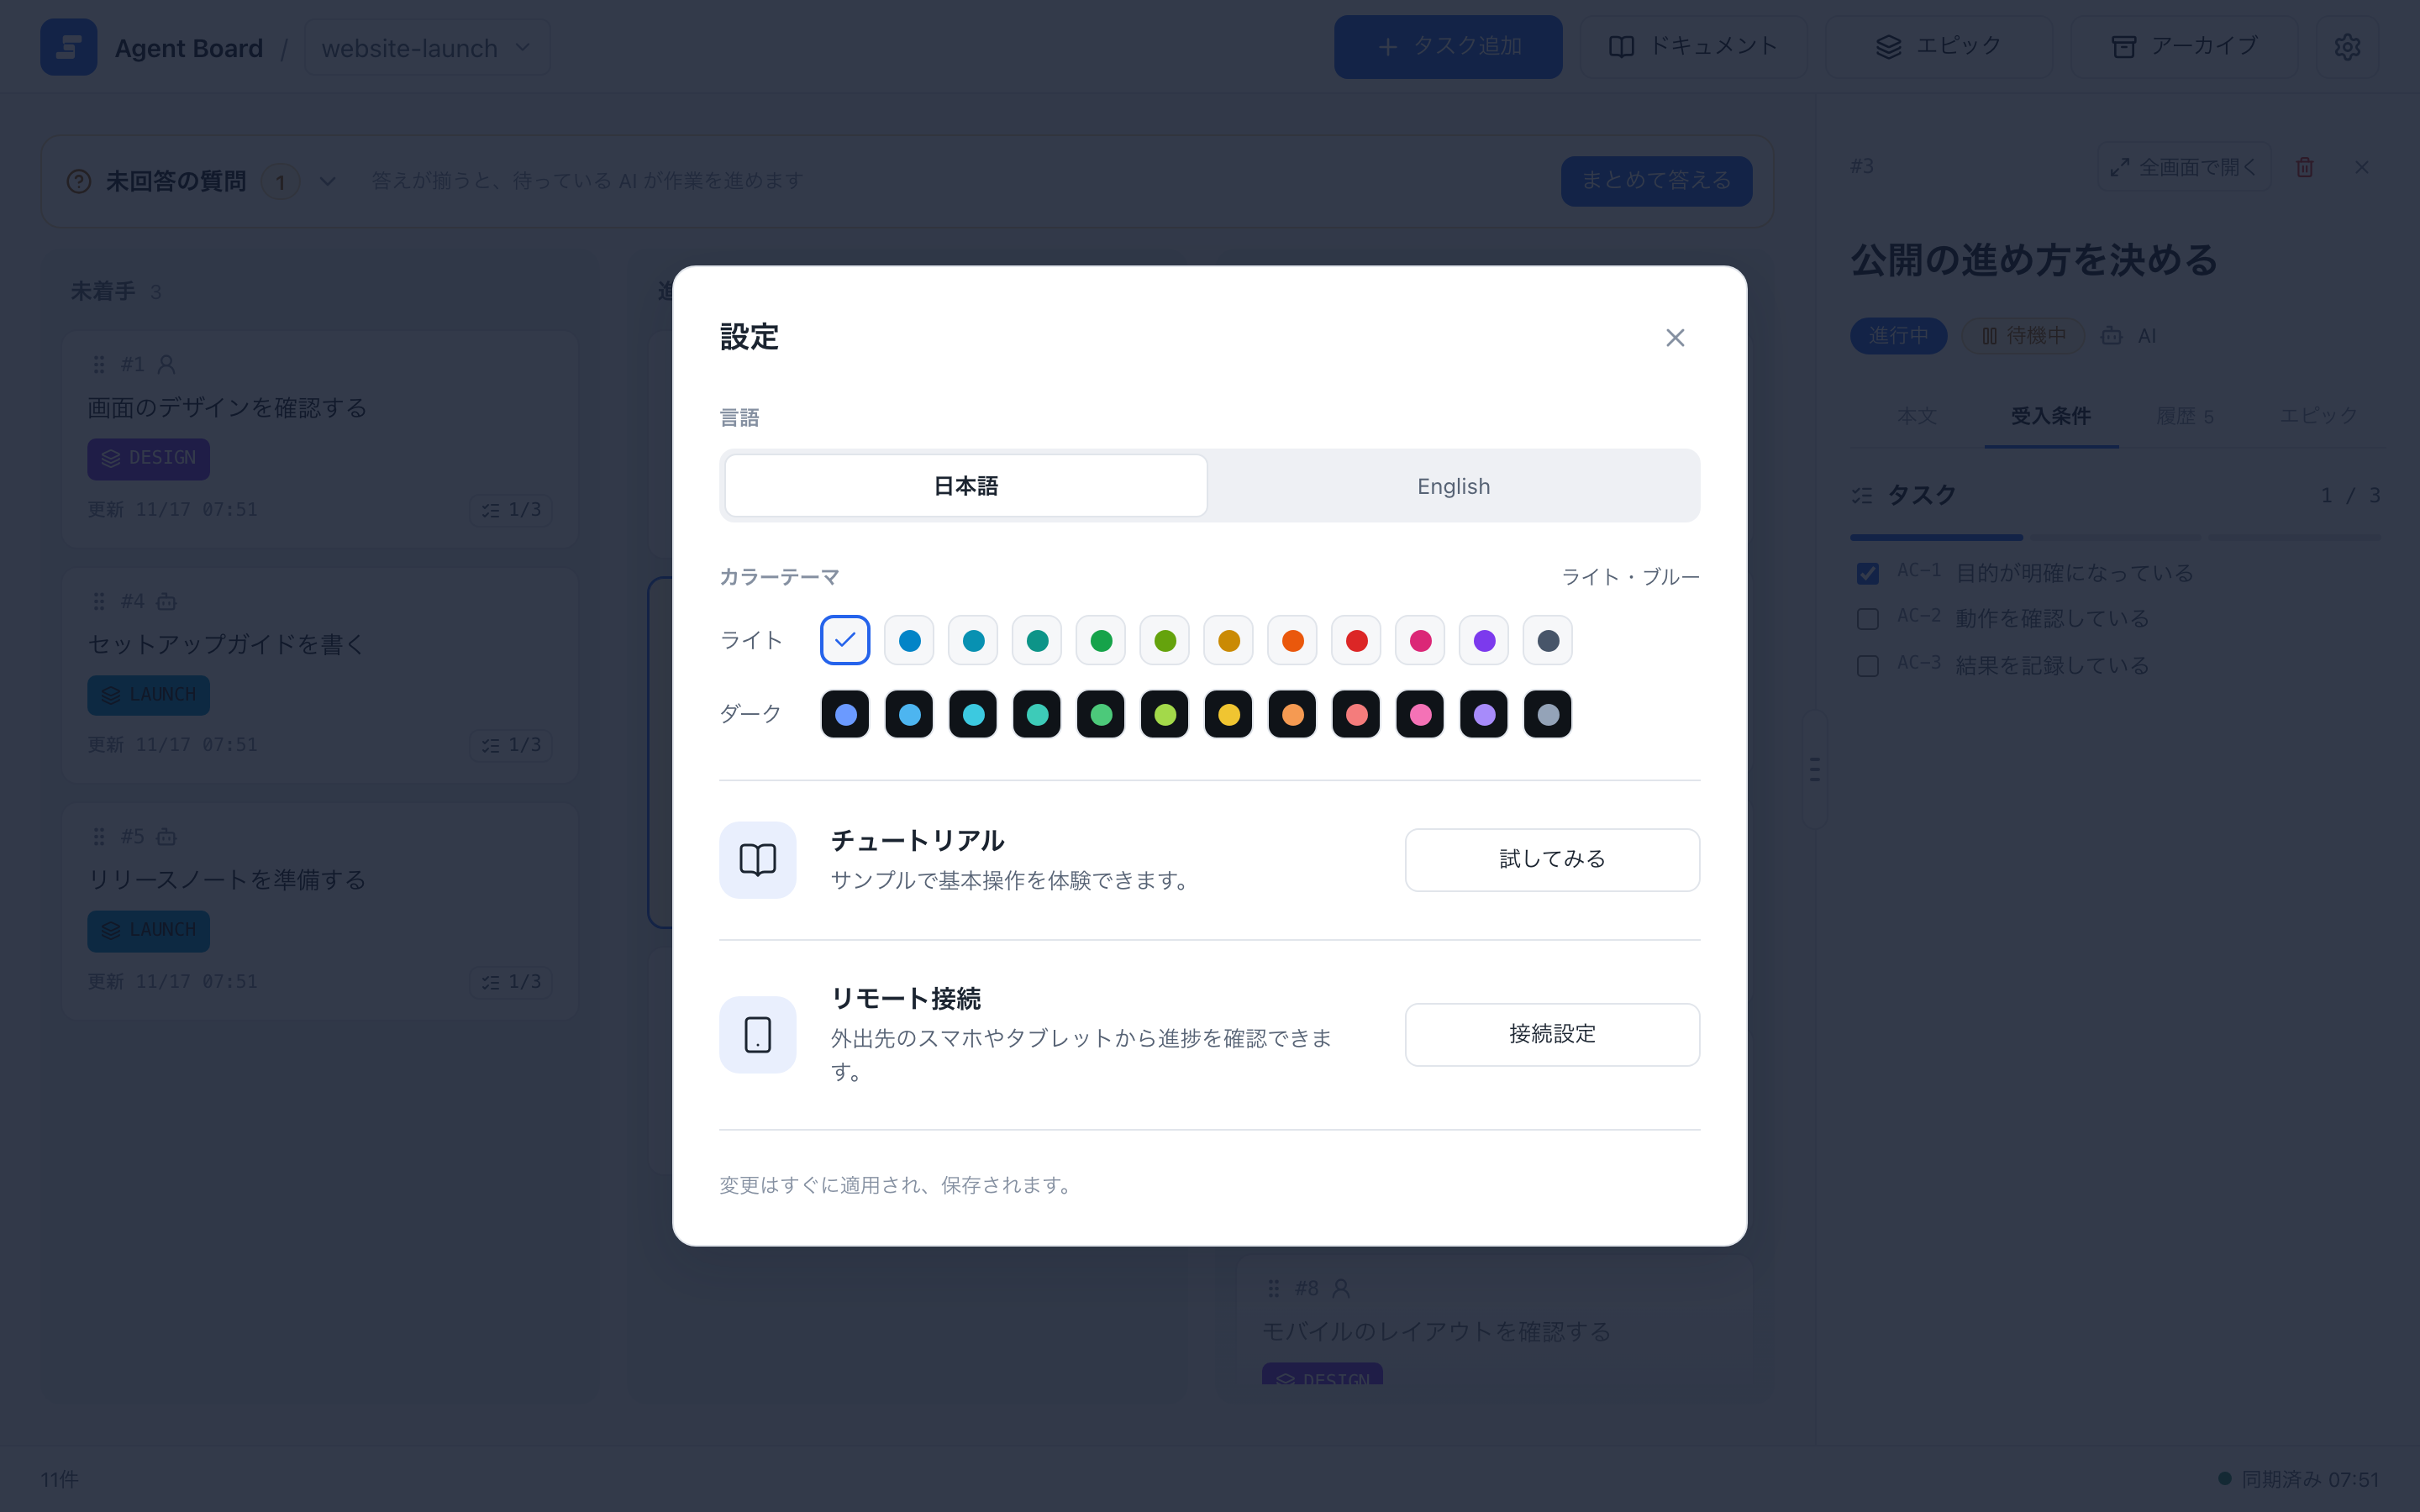 Agent Board / website-launch
タスク追加
ドキュメント
エピック
アーカイブ
未回答の質問 1 答えが揃うと、待っている AI が作業を進めます
まとめて答える
未着手 3
#1
画面のデザインを確認する
DESIGN
更新 11/17 07:51 1/3
#4
セットアップガイドを書く
LAUNCH
更新 11/17 07:51 1/3
#5
リリースノートを準備する
LAUNCH
更新 11/17 07:51 1/3
設定
言語
日本語 English
カラーテーマ ライト・ブルー
ライト
ダーク
チュートリアル
サンプルで基本操作を体験できます。
試してみる
リモート接続
外出先のスマホやタブレットから進捗を確認できま
す。
接続設定
変更はすぐに適用され、保存されます。
#8
モバイルのレイアウトを確認する
DESIGN
#3 全画面で開く
公開の進め方を決める
進行中 待機中 AI
本文 受入条件 履歴 5 エピック
タスク 1 / 3
AC-1 目的が明確になっている
AC-2 動作を確認している
AC-3 結果を記録している
11件
同期済み 07:51